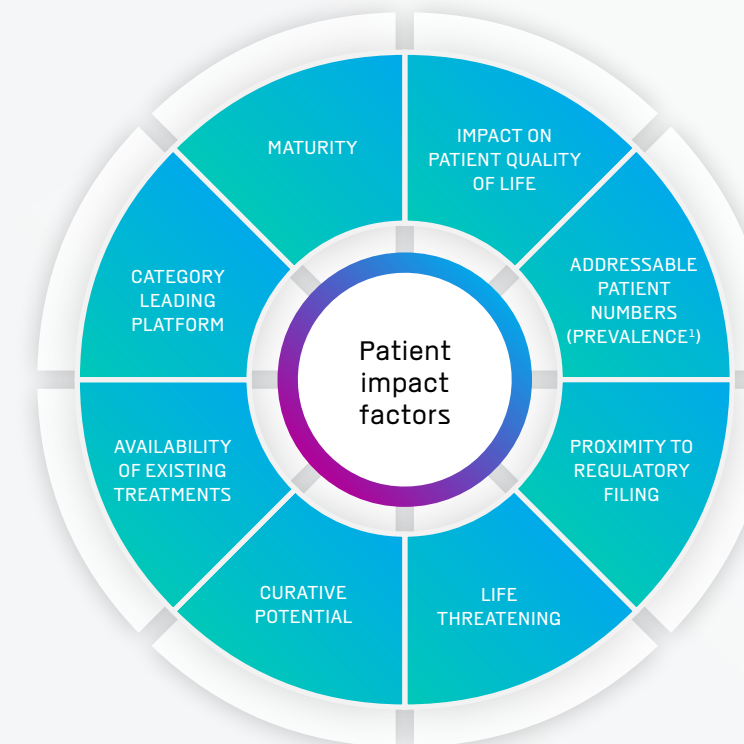 MATURITY
IMPACT ON
PATIENT QUALITY
OF LIFE
ADDRESSABLE
PATIENT
NUMBERS
(PREVALENCE¹)
PROXIMITY TO
REGULATORY
FILING
LIFE
THREATENING
CURATIVE
POTENTIAL
AVAILABILITY
OF EXISTING
TREATMENTS
CATEGORY
LEADING
PLATFORM
Patient
impact
factors